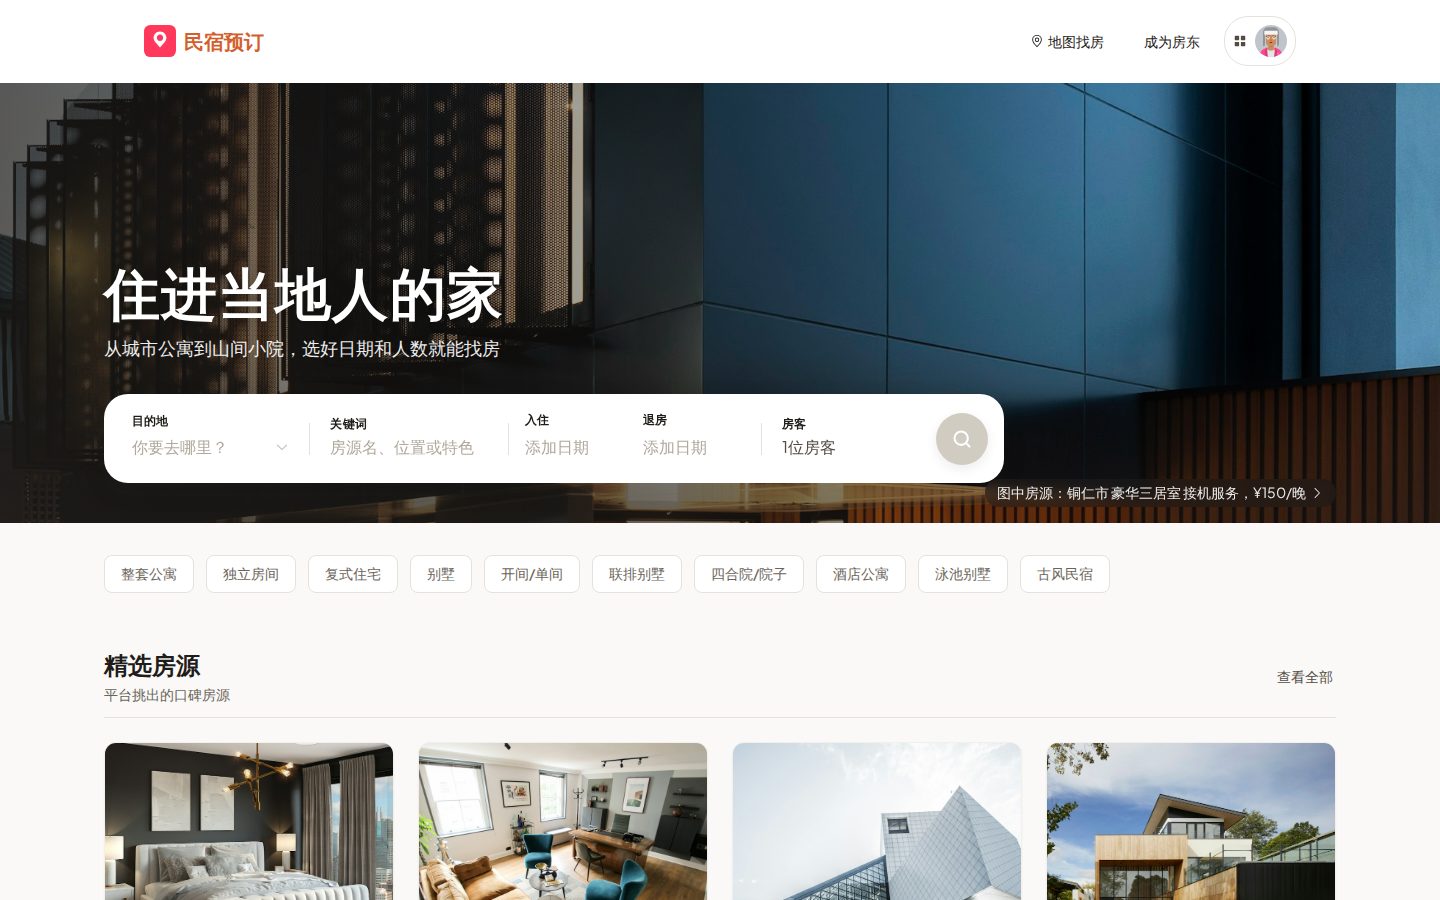 民宿预订
地图找房
成为房东
住进当地人的家
从城市公寓到山间小院，选好日期和人数就能找房
目的地
你要去哪里？
关键词
房源名、位置或特色
入住
添加日期
退房
添加日期
房客
1位房客
图中房源：铜仁市豪华三居室接机服务，¥150/晚
整套公寓
独立房间
复式住宅
别墅
开间/单间
联排别墅
四合院/院子
酒店公寓
泳池别墅
古风民宿
精选房源
平台挑出的口碑房源
查看全部